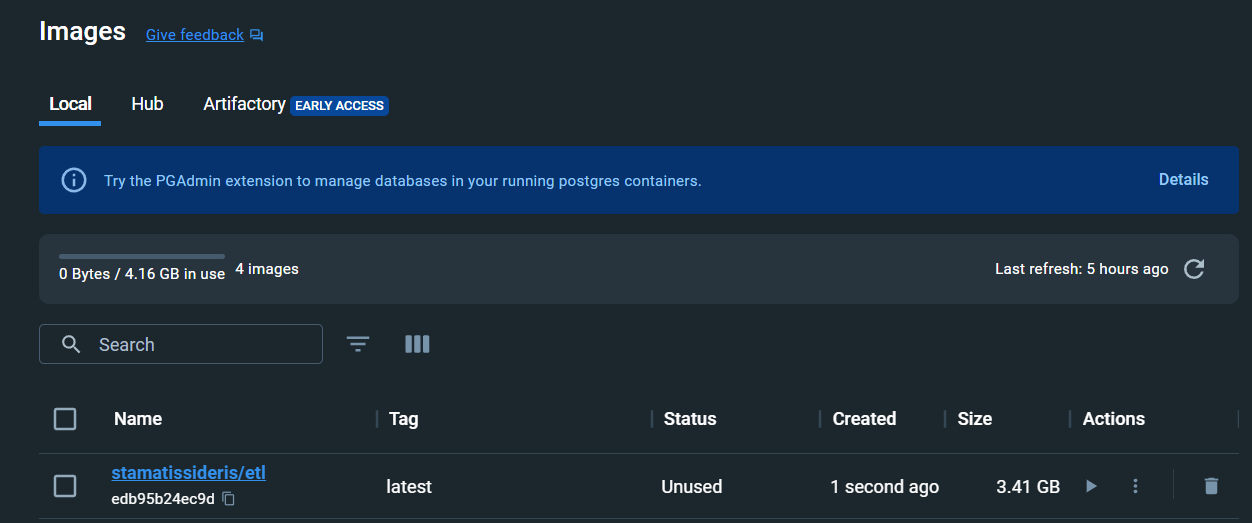 Images Give feedback
Local Hub Artifactory EARLY ACCESS
Try the PGAdmin extension to manage databases in your running postgres containers. Details
0 Bytes / 4.16 GB in use 4 images Last refresh: 5 hours ago
Search
Name Tag Status Created Size Actions
stamatissideris/etl latest Unused 1 second ago 3.41 GB
edb95b24ec9d